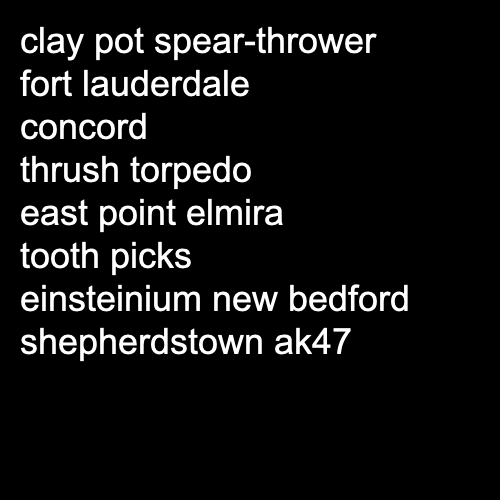 clay pot spear-thrower
fort lauderdale
concord
thrush torpedo
east point elmira
tooth picks
einsteinium new bedford
shepherdstown ak47